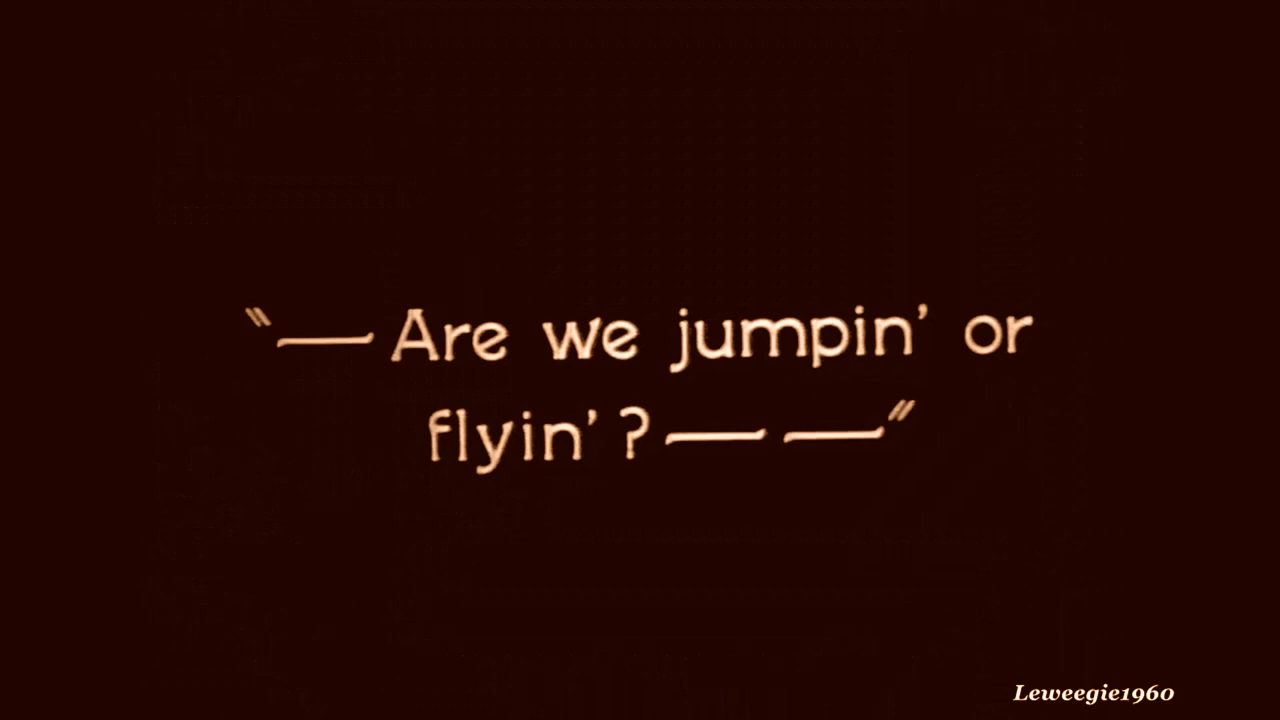 "— Are we jumpin' or
flyin' ? — —"
Leweegie1960